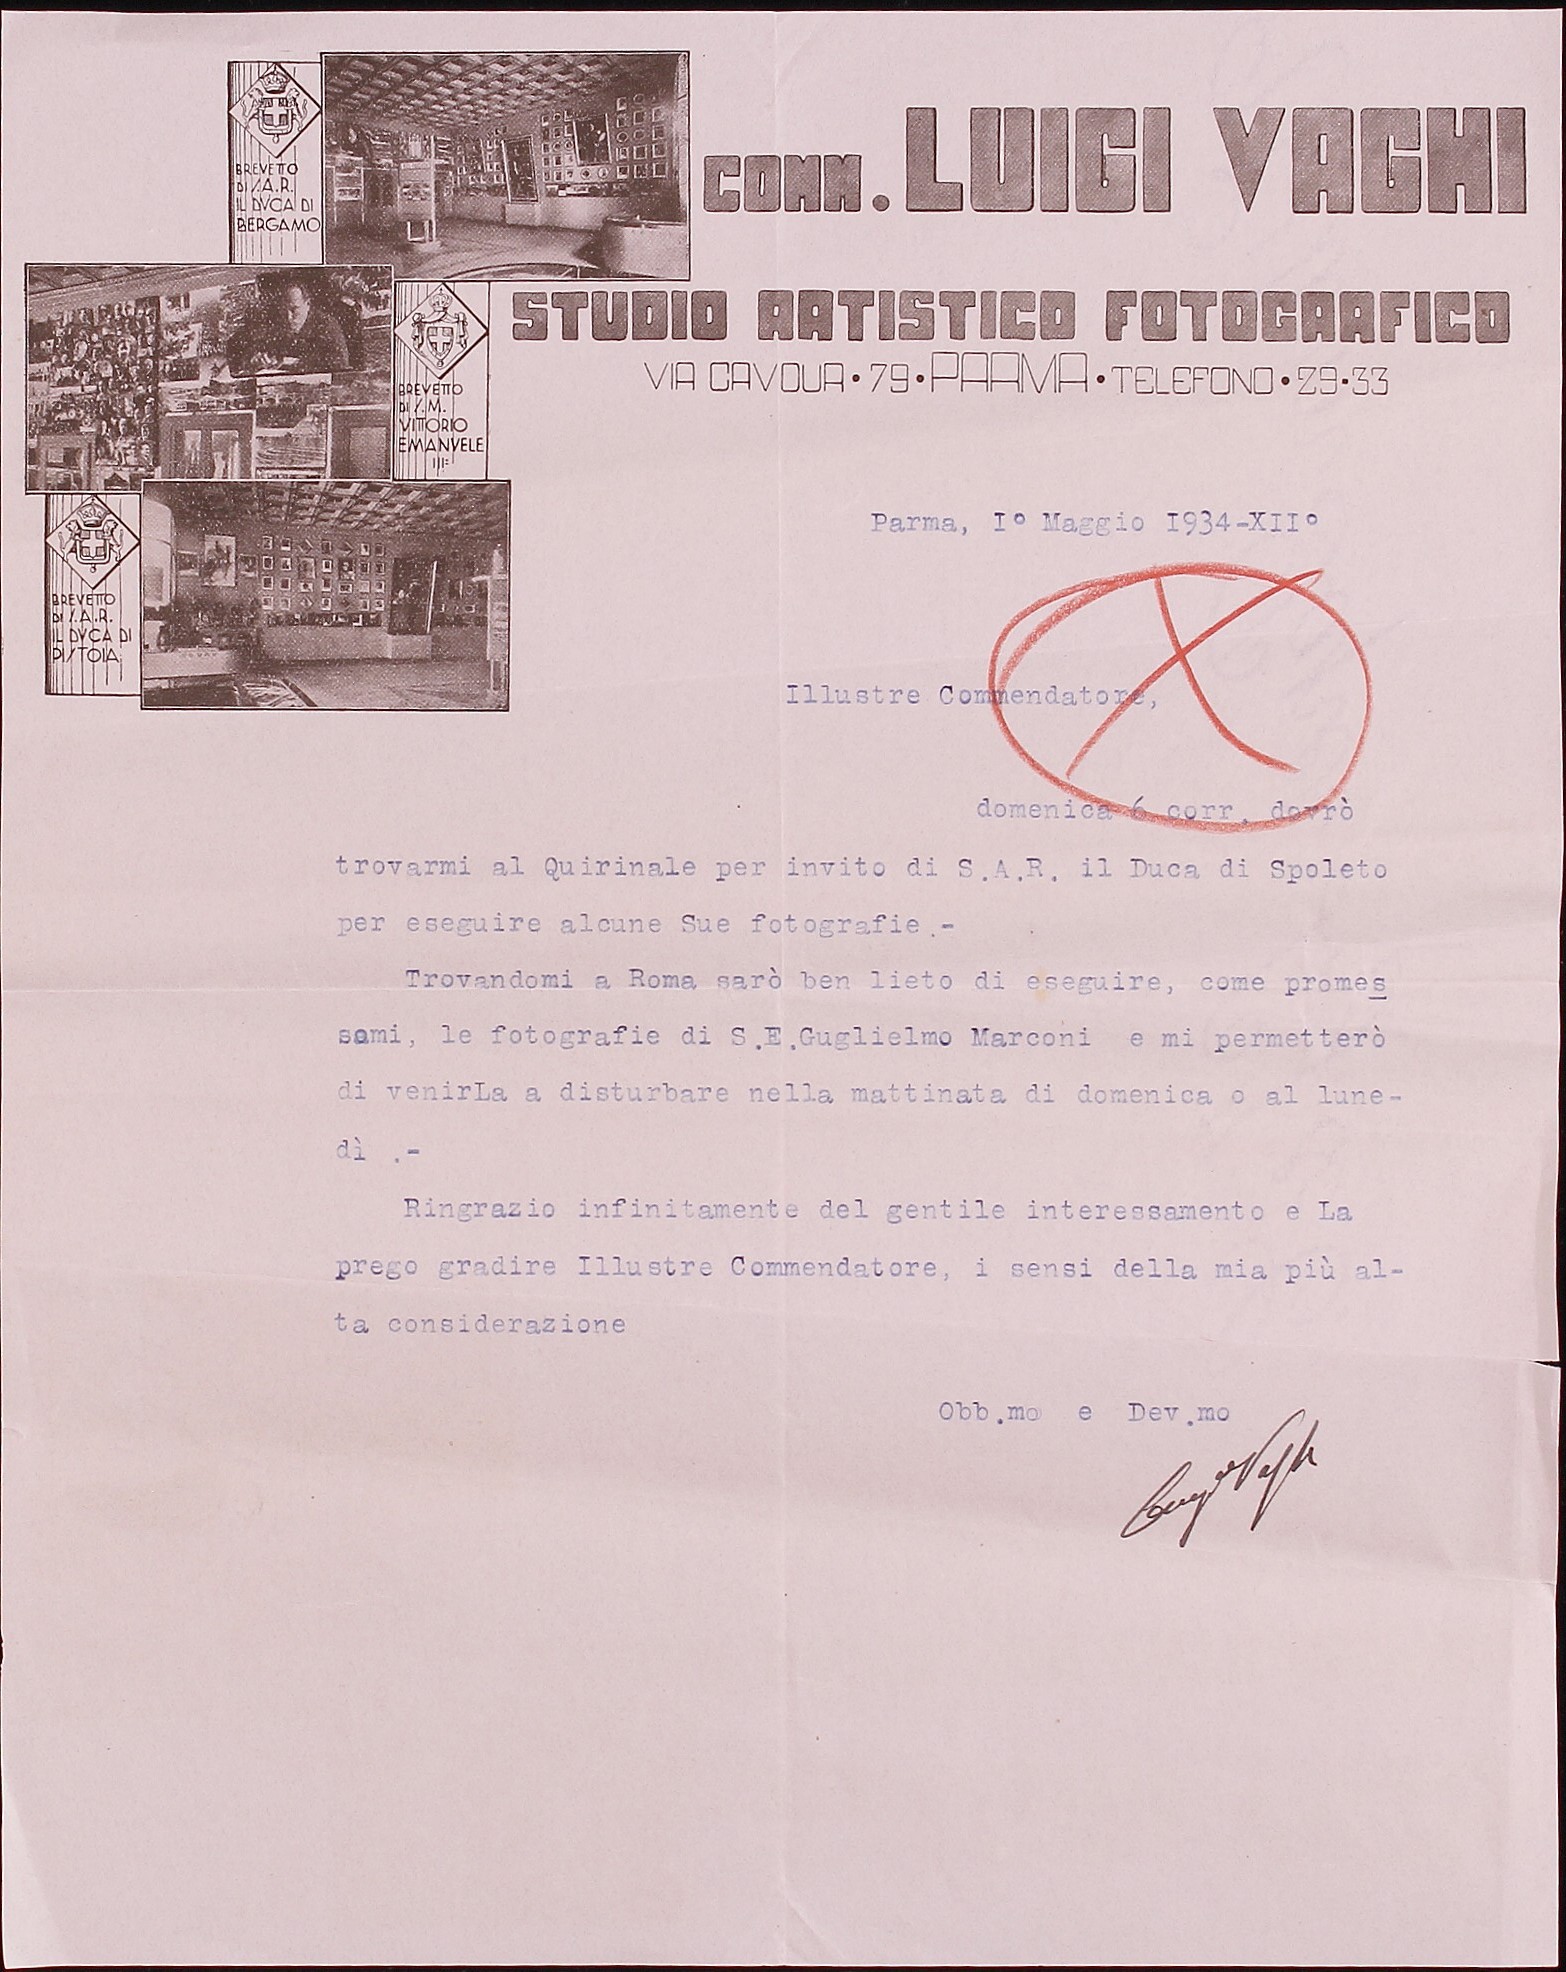 BREVETTO
DI S.A.R.
IL DVCA DI
BERGAMO
COMM. LUIGI VAGHI
BREVETTO
DI S.M.
VITTORIO
EMANVELE
III
STUDIO ARTISTICO FOTOGRAFICO
VIA CAVOUR • 79 • PARMA • TELEFONO • 29-33
BREVETTO
DI S.A.R.
IL DVCA DI
PISTOIA
Parma, I° Maggio I934-XII°
Illustre Commendatore,
domenica 6 corr. dovrò
trovarmi al Quirinale per invito di S.A.R. il Duca di Spoleto
per eseguire alcune Sue fotografie.-
Trovandomi a Roma sarò ben lieto di eseguire, come promes
somi, le fotografie di S.E.Guglielmo Marconi e mi permetterò
di venirLa a disturbare nella mattinata di domenica o al lune-
dì .-
Ringrazio infinitamente del gentile interessamento e La
prego gradire Illustre Commendatore, i sensi della mia più al-
ta considerazione
Obb.mo e Dev.mo
Luigi Vaghi